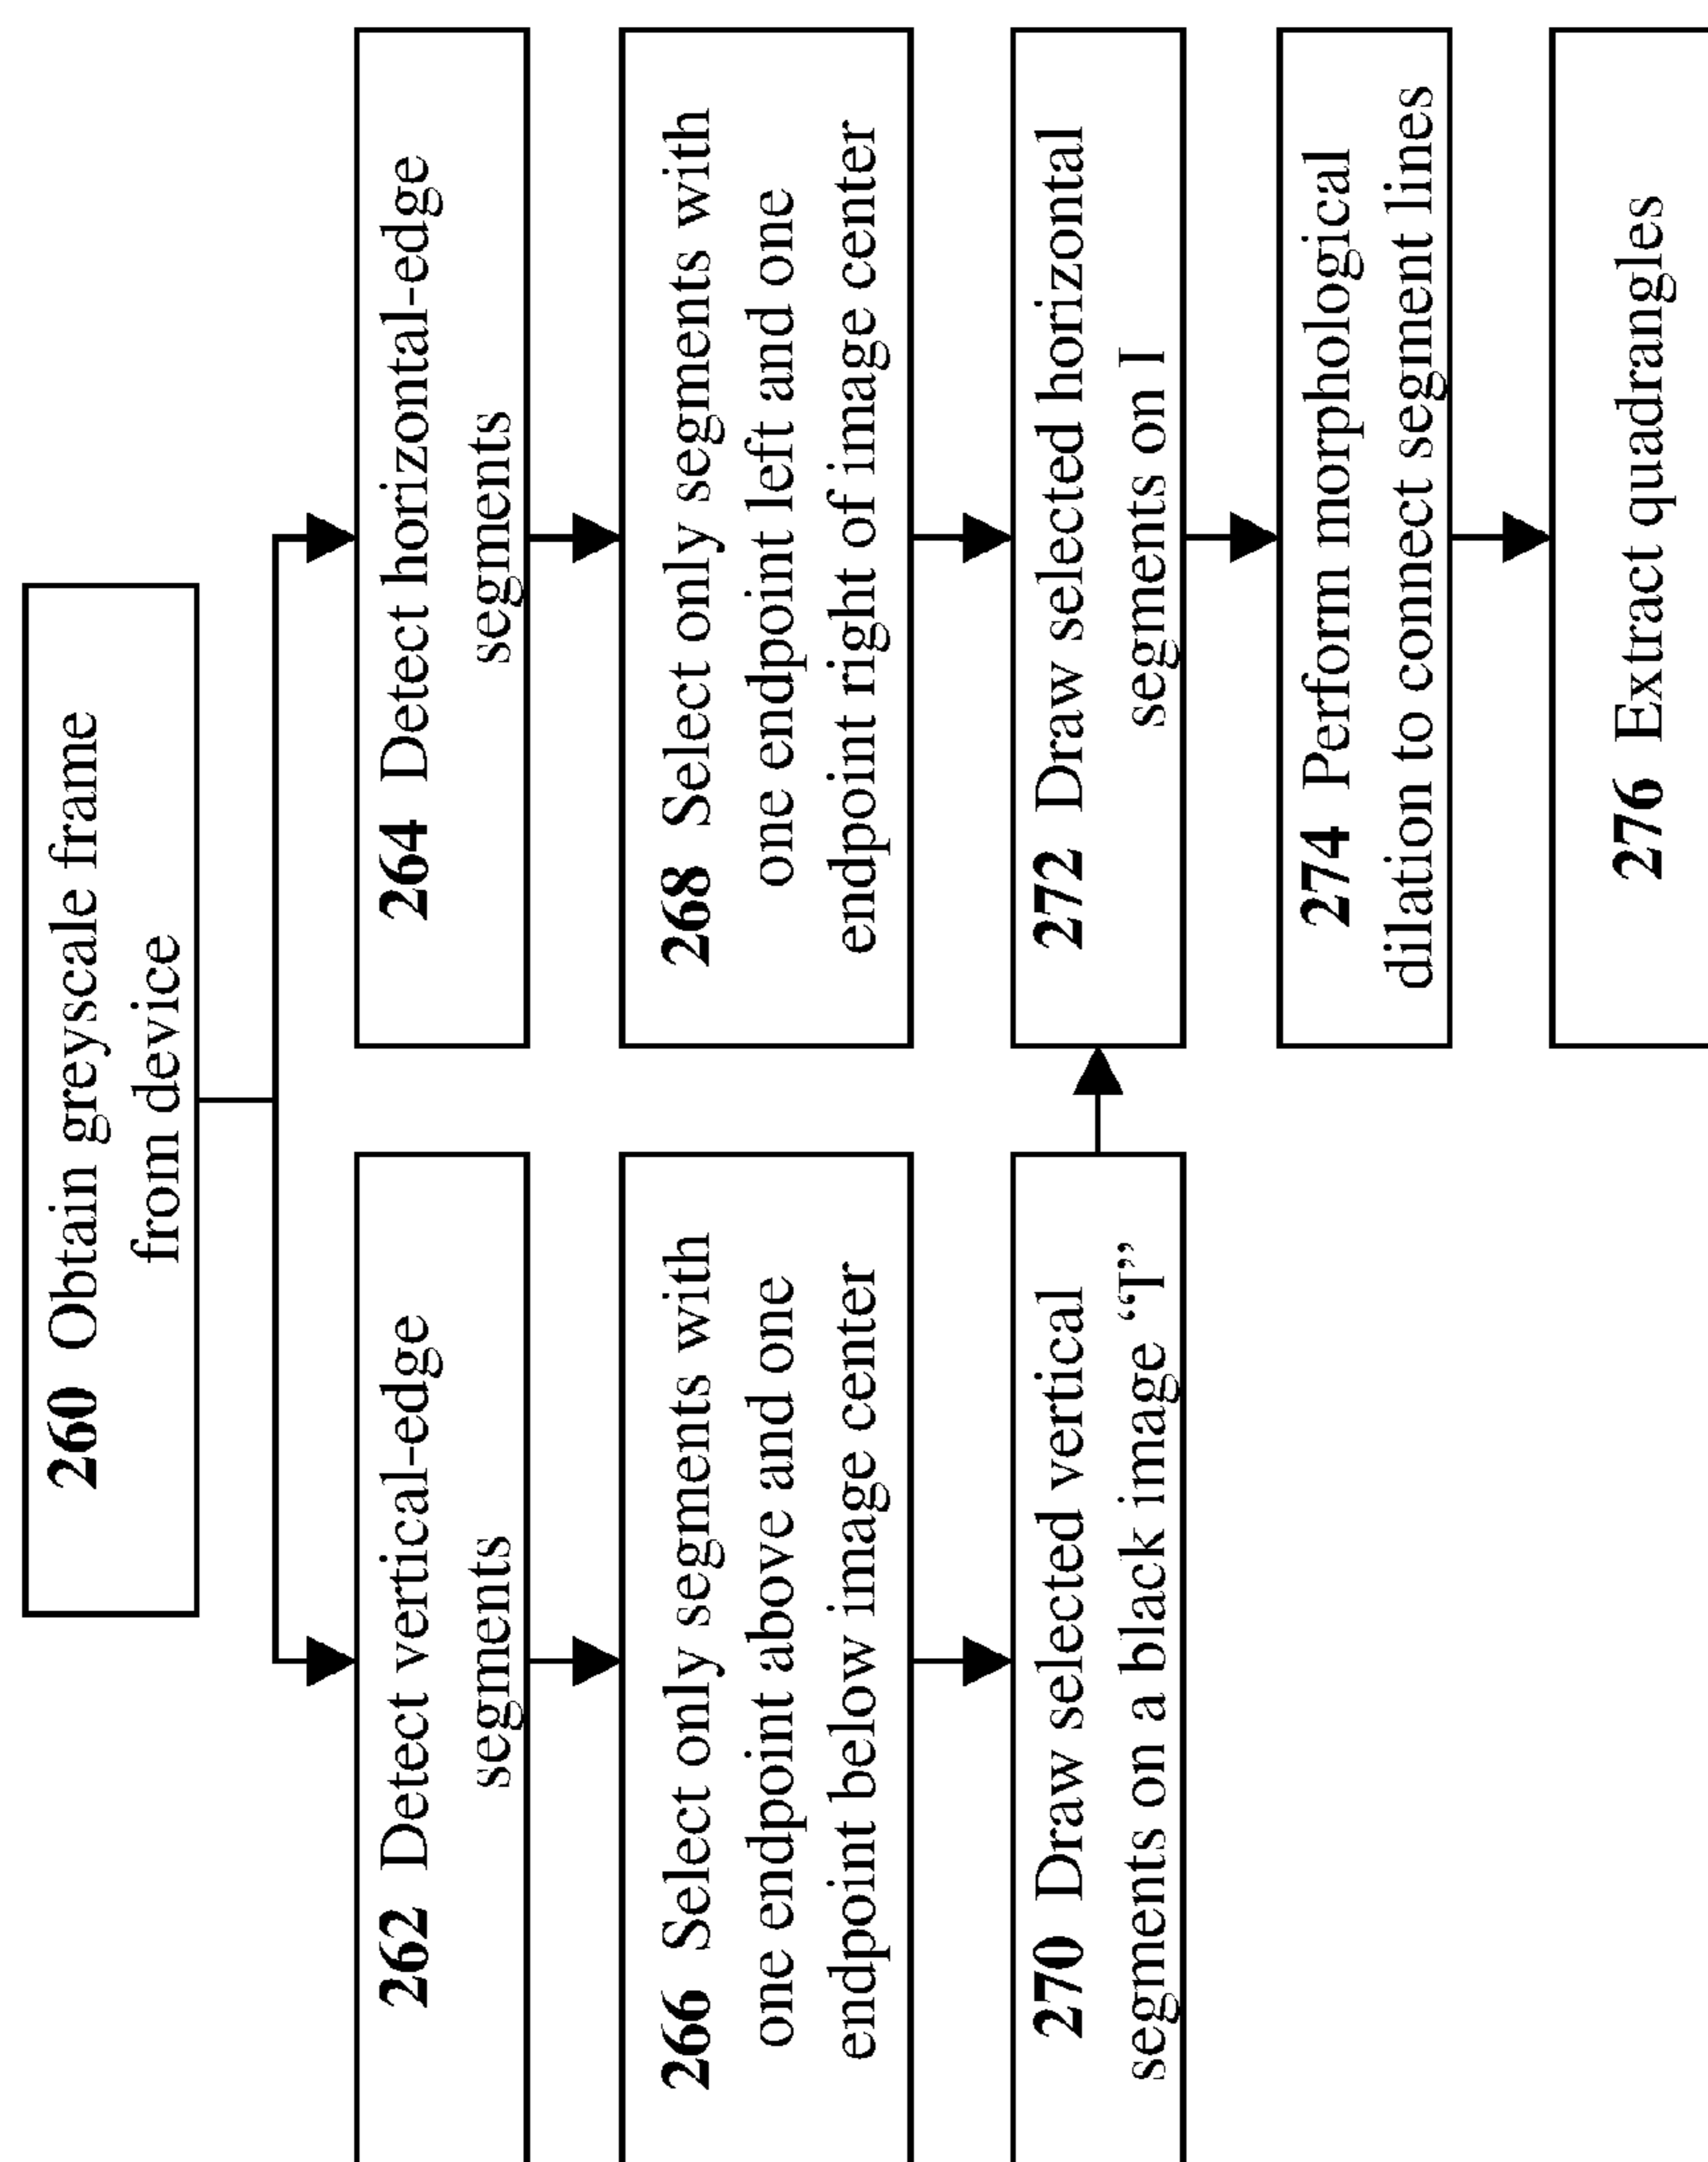 260 Obtain greyscale frame
from device
262 Detect vertical-edge
segments
264 Detect horizontal-edge
segments
266 Select only segments with
one endpoint above and one
endpoint below image center
268 Select only segments with
one endpoint left and one
endpoint right of image center
270 Draw selected vertical
segments on a black image “I”
272 Draw selected horizontal
segments on I
274 Perform morphological
dilation to connect segment lines
276 Extract quadrangles